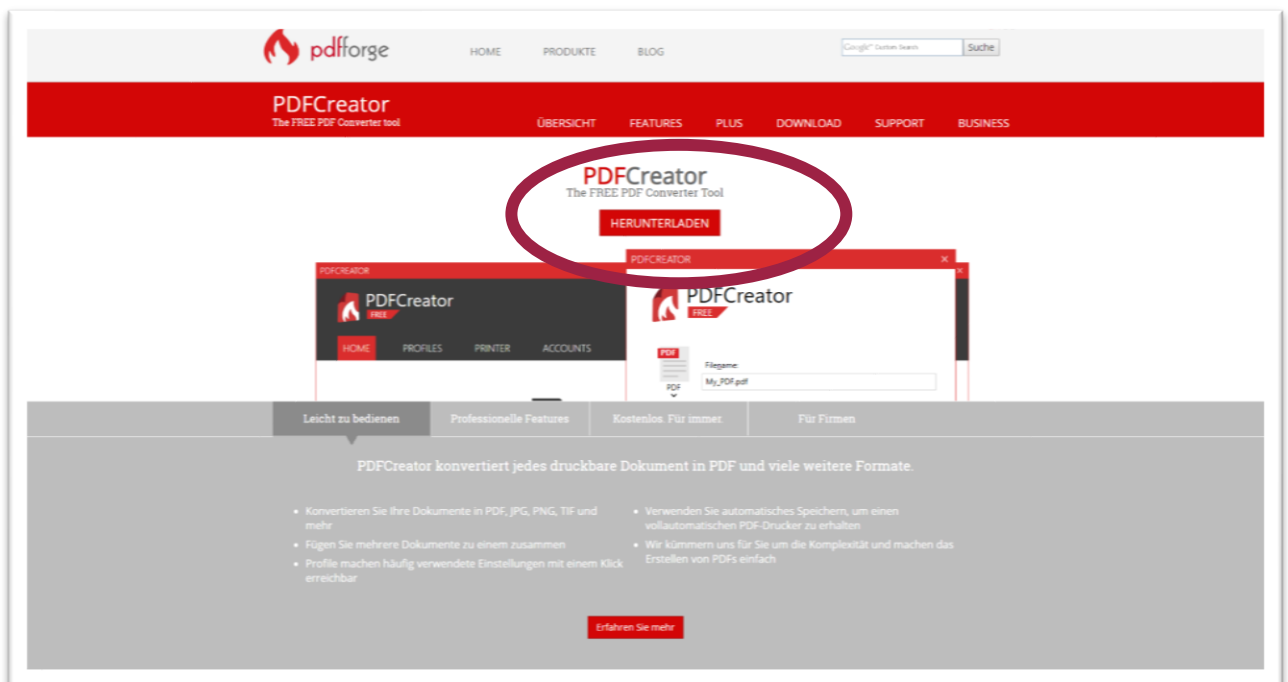 pdfforge HOME PRODUKTE BLOG Google™ Custom Search Suche
PDFCreator
The FREE PDF Converter tool
ÜBERSICHT FEATURES PLUS DOWNLOAD SUPPORT BUSINESS
PDFCreator
The FREE PDF Converter Tool
HERUNTERLADEN
PDFCREATOR
PDFCreator
FREE
HOME PROFILES PRINTER ACCOUNTS
PDFCREATOR ×
×
PDFCreator
FREE
PDF
PDF
Filename:
My_PDF.pdf
Leicht zu bedienen Professionelle Features Kostenlos. Für immer. Für Firmen
PDFCreator konvertiert jedes druckbare Dokument in PDF und viele weitere Formate.
• Konvertieren Sie Ihre Dokumente in PDF, JPG, PNG, TIF und
mehr
• Fügen Sie mehrere Dokumente zu einem zusammen
• Profile machen häufig verwendete Einstellungen mit einem Klick
erreichbar
• Verwenden Sie automatisches Speichern, um einen
vollautomatischen PDF-Drucker zu erhalten
• Wir kümmern uns für Sie um die Komplexität und machen das
Erstellen von PDFs einfach
Erfahren Sie mehr